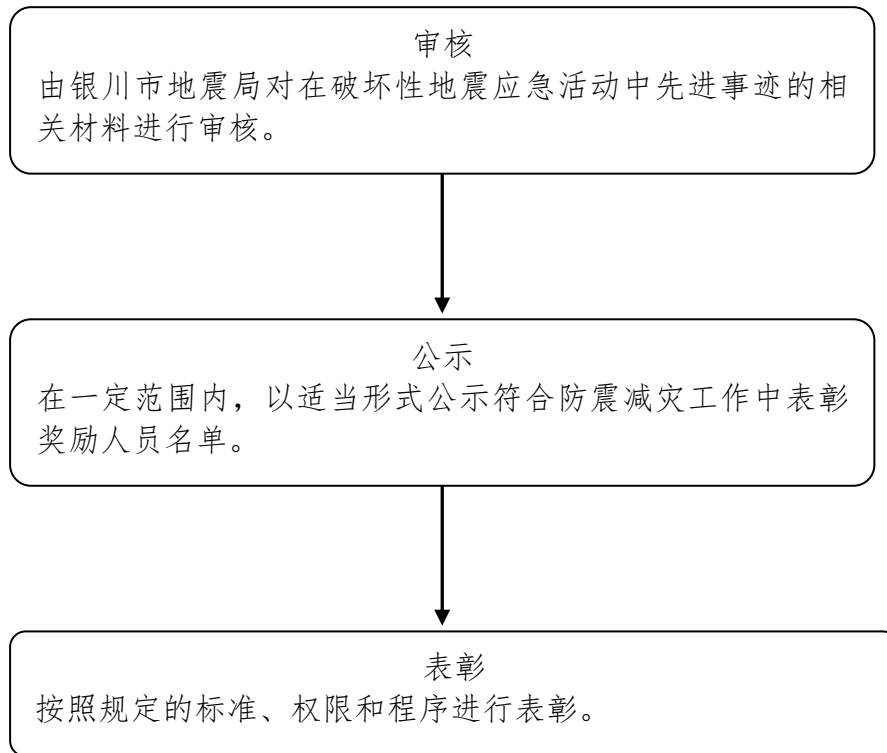 审核
由银川市地震局对在破坏性地震应急活动中先进事迹的相
关材料进行审核。
公示
在一定范围内，以适当形式公示符合防震减灾工作中表彰
奖励人员名单。
表彰
按照规定的标准、权限和程序进行表彰。